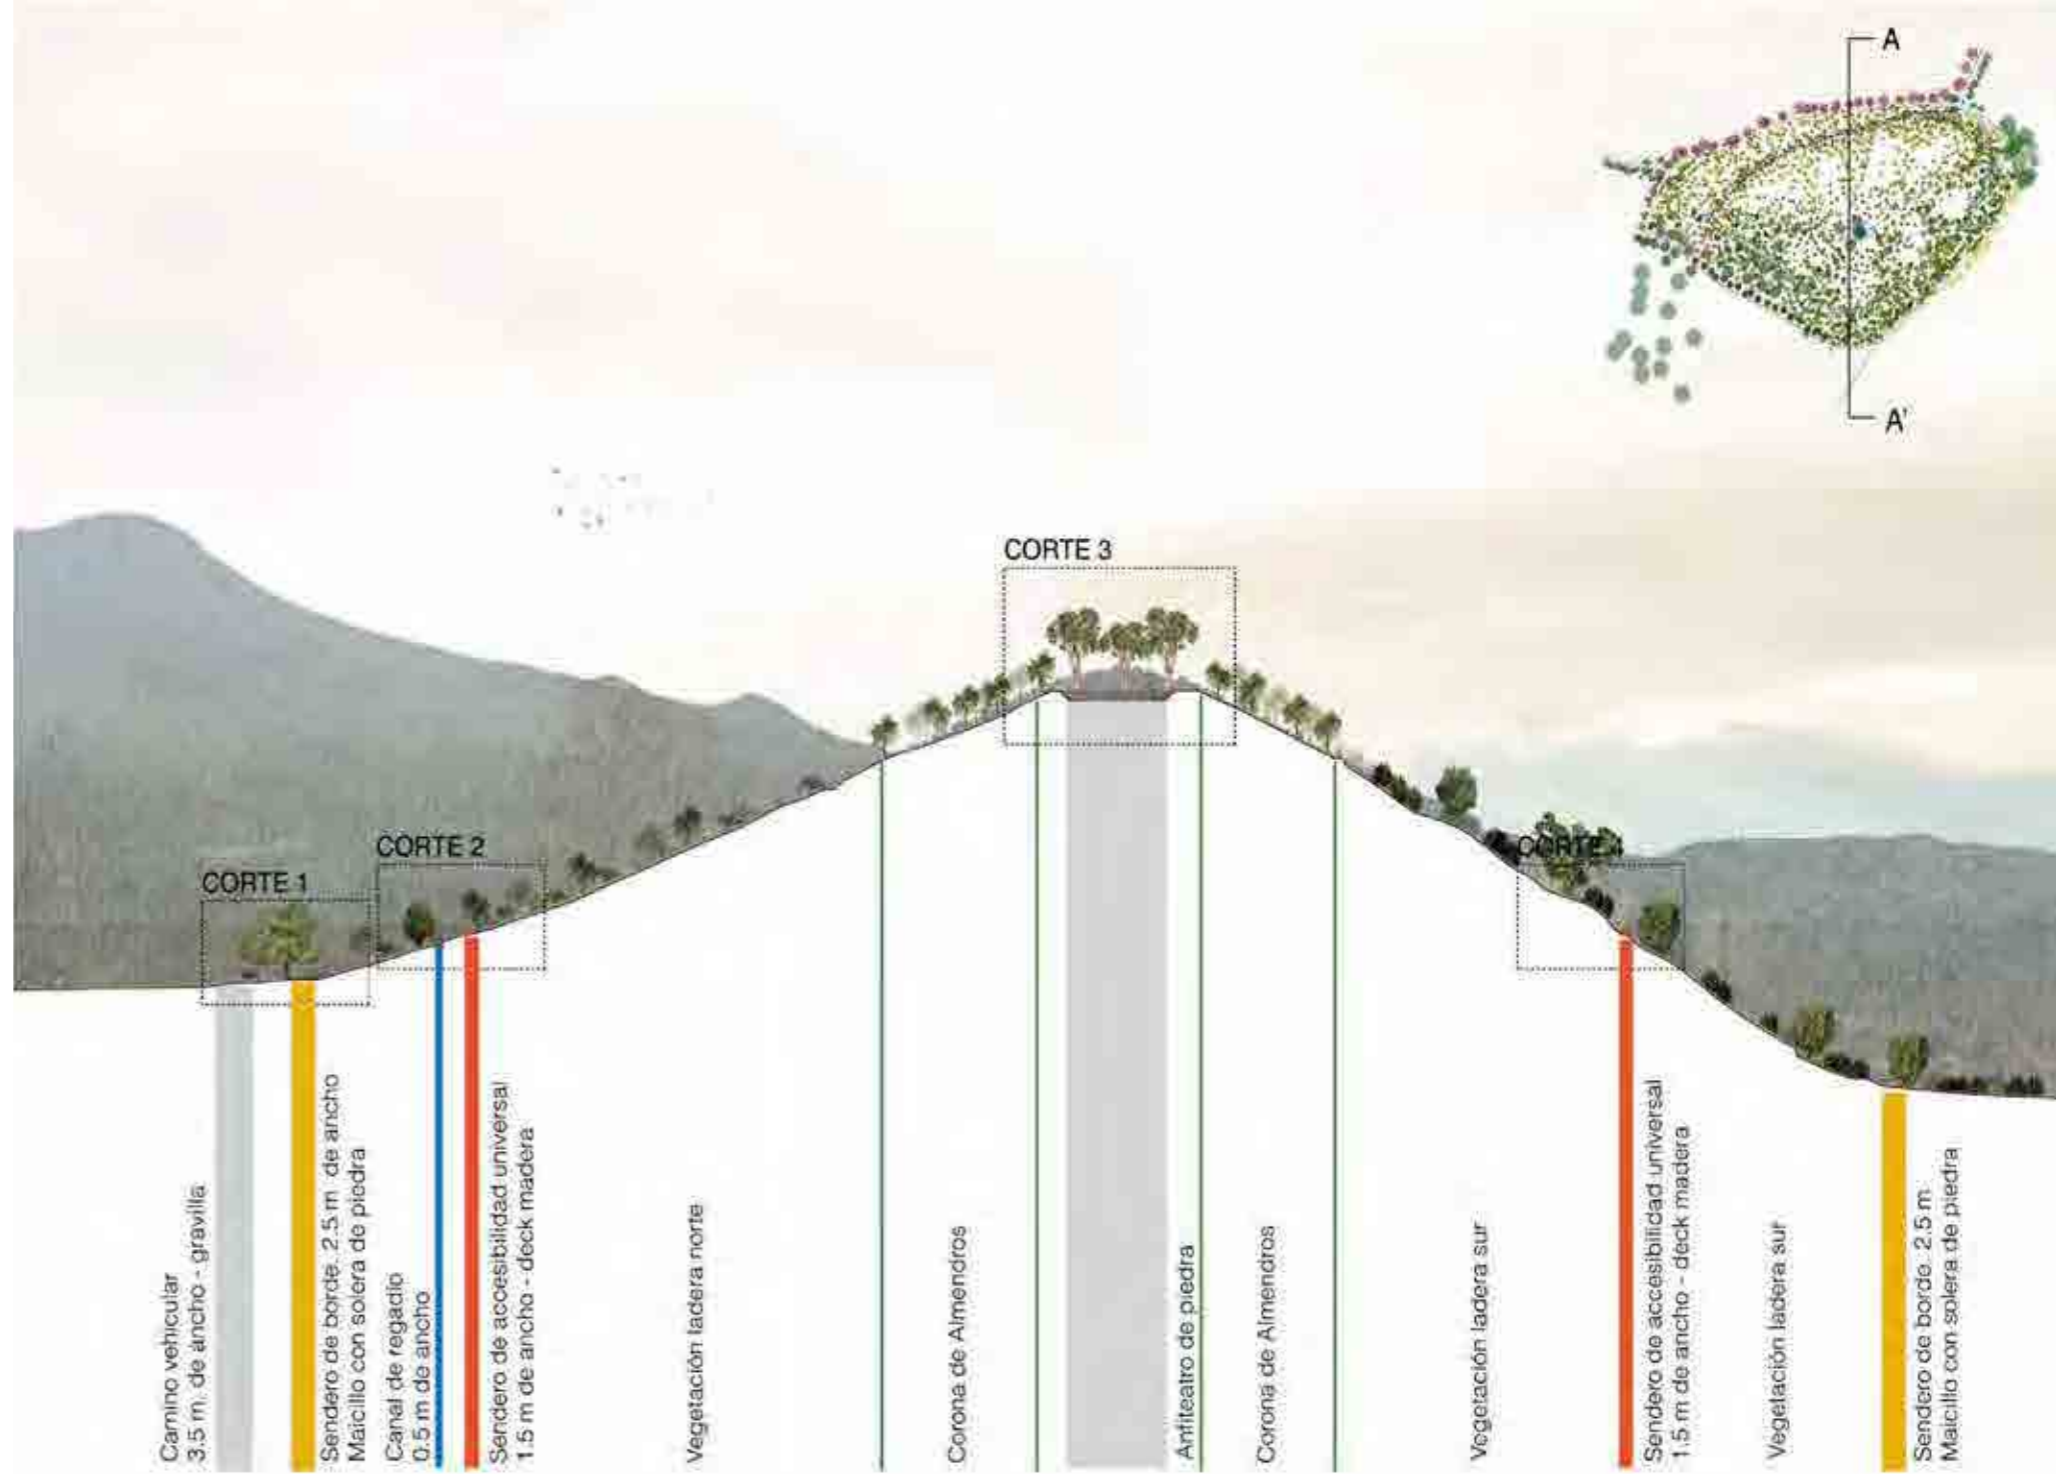 A
A'
CORTE 3
CORTE 2
CORTE 1
CORTE 4
Camino vehicular
3.5 m. de ancho - gravilla
Sendero de borde. 2.5 m de ancho
Maicillo con solera de piedra
Canal de regadio
0.5 m de ancho
Sendero de accesibilidad universal
1.5 m de ancho - deck madera
Vegetación ladera norte
Corona de Almendros
Anfiteatro de piedra
Corona de Almendros
Vegetación ladera sur
Sendero de accesibilidad universal
1.5 m de ancho - deck madera
Vegetación ladera sur
Sendero de borde. 2.5 m
Maicillo con solera de piedra